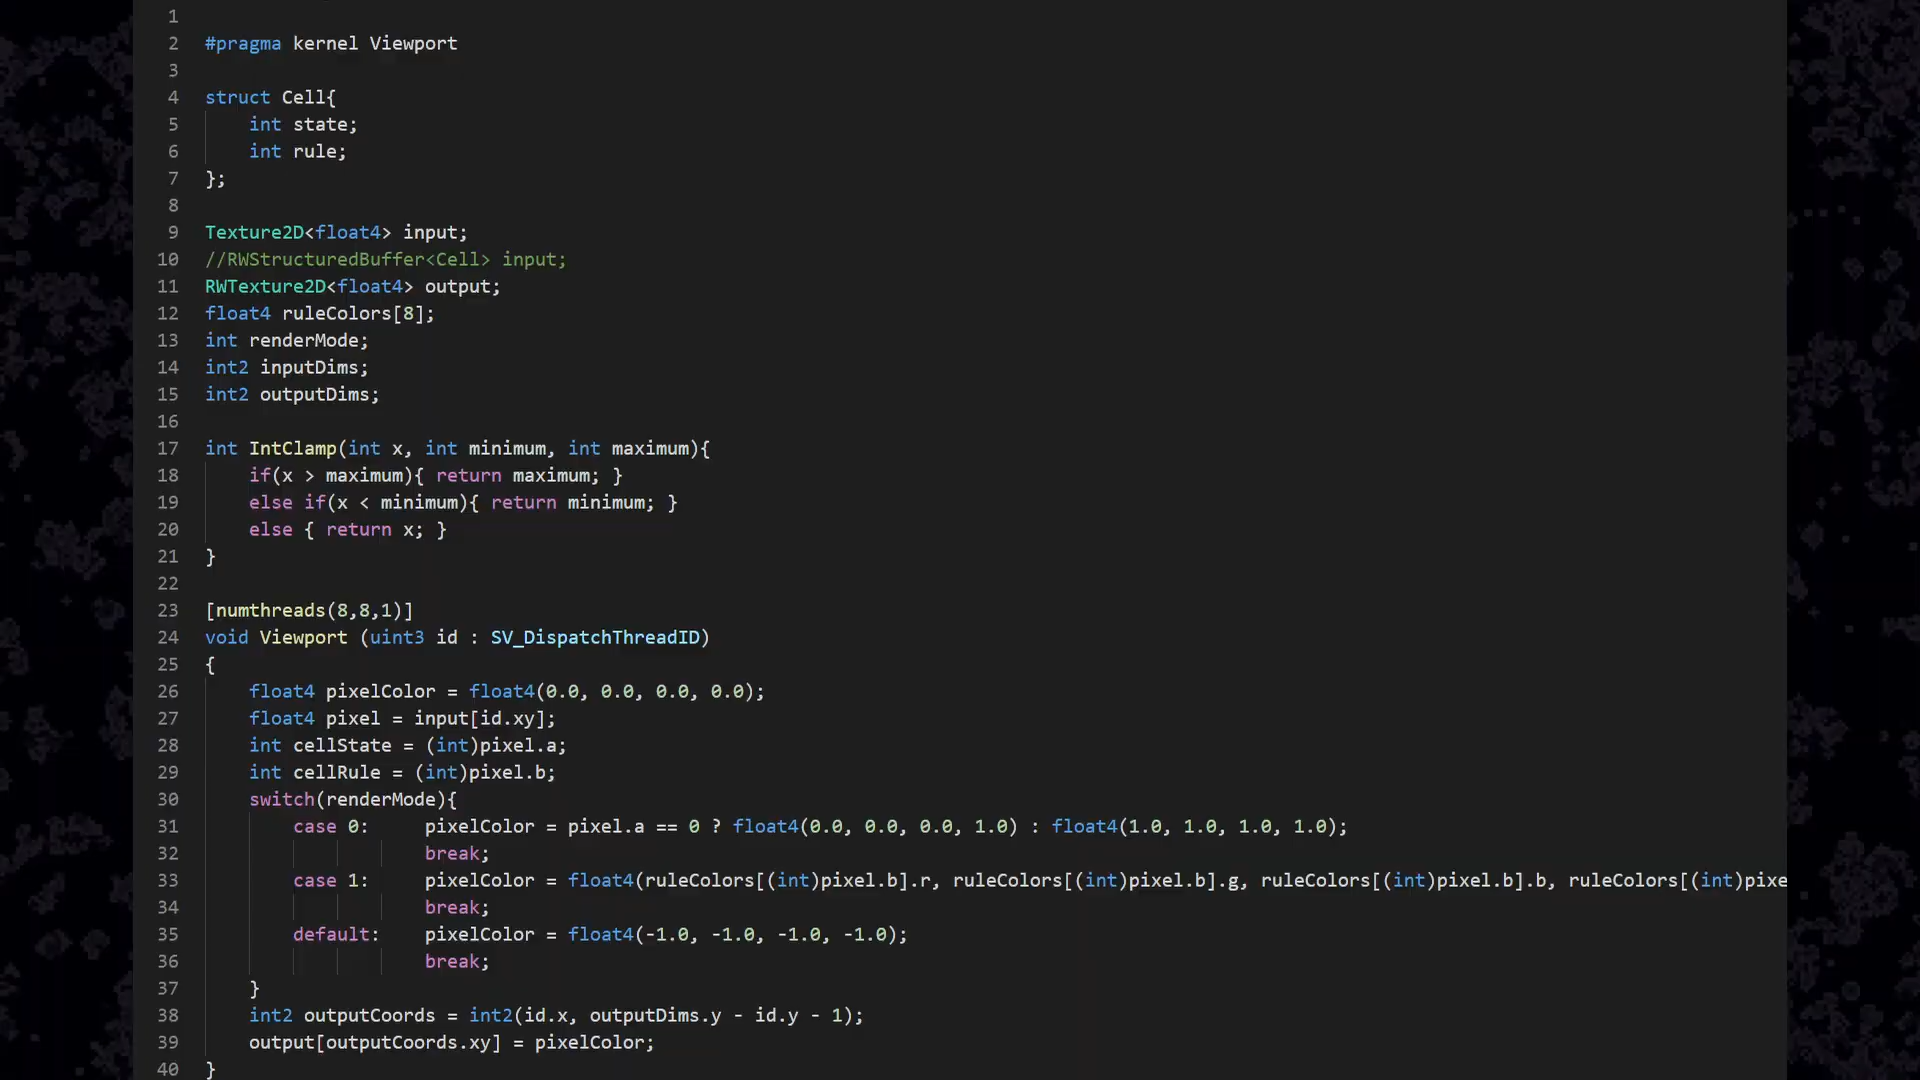 1
2 #pragma kernel Viewport
3
4 struct Cell{
5     int state;
6     int rule;
7 };
8
9 Texture2D<float4> input;
10 //RWStructuredBuffer<Cell> input;
11 RWTexture2D<float4> output;
12 float4 ruleColors[8];
13 int renderMode;
14 int2 inputDims;
15 int2 outputDims;
16
17 int IntClamp(int x, int minimum, int maximum){
18     if(x > maximum){ return maximum; }
19     else if(x < minimum){ return minimum; }
20     else { return x; }
21 }
22
23 [numthreads(8,8,1)]
24 void Viewport (uint3 id : SV_DispatchThreadID)
25 {
26     float4 pixelColor = float4(0.0, 0.0, 0.0, 0.0);
27     float4 pixel = input[id.xy];
28     int cellState = (int)pixel.a;
29     int cellRule = (int)pixel.b;
30     switch(renderMode){
31         case 0:     pixelColor = pixel.a == 0 ? float4(0.0, 0.0, 0.0, 1.0) : float4(1.0, 1.0, 1.0, 1.0);
32                     break;
33         case 1:     pixelColor = float4(ruleColors[(int)pixel.b].r, ruleColors[(int)pixel.b].g, ruleColors[(int)pixel.b].b, ruleColors[(int)pixe
34                     break;
35         default:    pixelColor = float4(-1.0, -1.0, -1.0, -1.0);
36                     break;
37     }
38     int2 outputCoords = int2(id.x, outputDims.y - id.y - 1);
39     output[outputCoords.xy] = pixelColor;
40 }